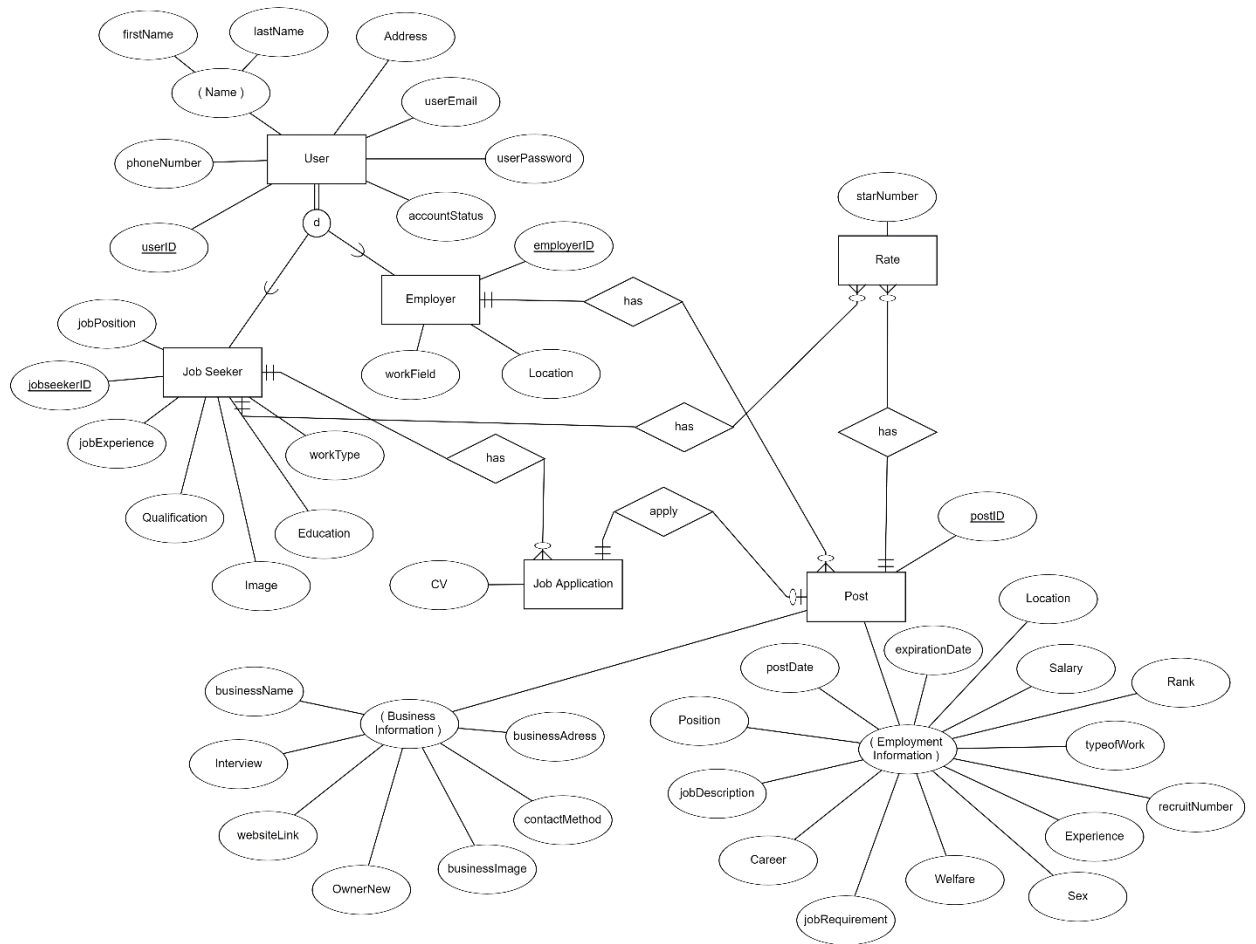 firstName
lastName
Address
( Name )
userEmail
User
phoneNumber
userPassword
starNumber
accountStatus
d
userID
employerID
Rate
Employer
has
jobPosition
Job Seeker
workField
Location
jobseekerID
has
has
jobExperience
workType
has
apply
postID
Qualification
Education
Image
CV
Job Application
Post
Location
expirationDate
postDate
Salary
Rank
businessName
Position
( Business
Information )
businessAdress
( Employment
Information )
typeofWork
Interview
jobDescription
recruitNumber
websiteLink
contactMethod
Experience
businessImage
Career
OwnerNew
Welfare
Sex
jobRequirement